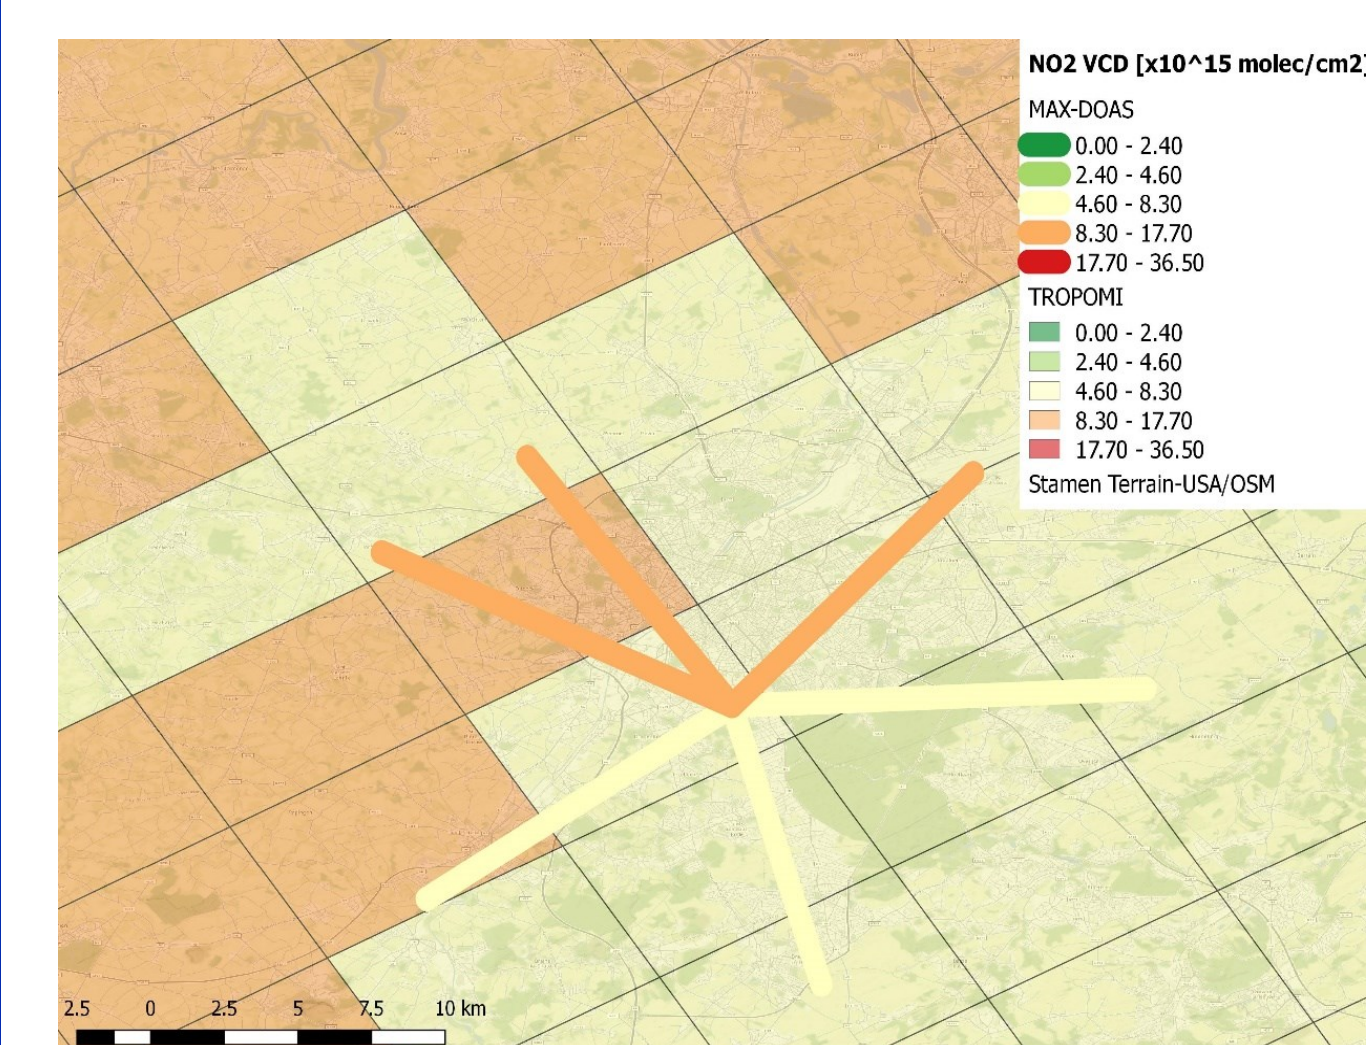 NO2 VCD [x10^15 molec/cm2]
MAX-DOAS
0.00 - 2.40
2.40 - 4.60
4.60 - 8.30
8.30 - 17.70
17.70 - 36.50
TROPOMI
0.00 - 2.40
2.40 - 4.60
4.60 - 8.30
8.30 - 17.70
17.70 - 36.50
Stamen Terrain-USA/OSM
2.5 0 2.5 5 7.5 10 km